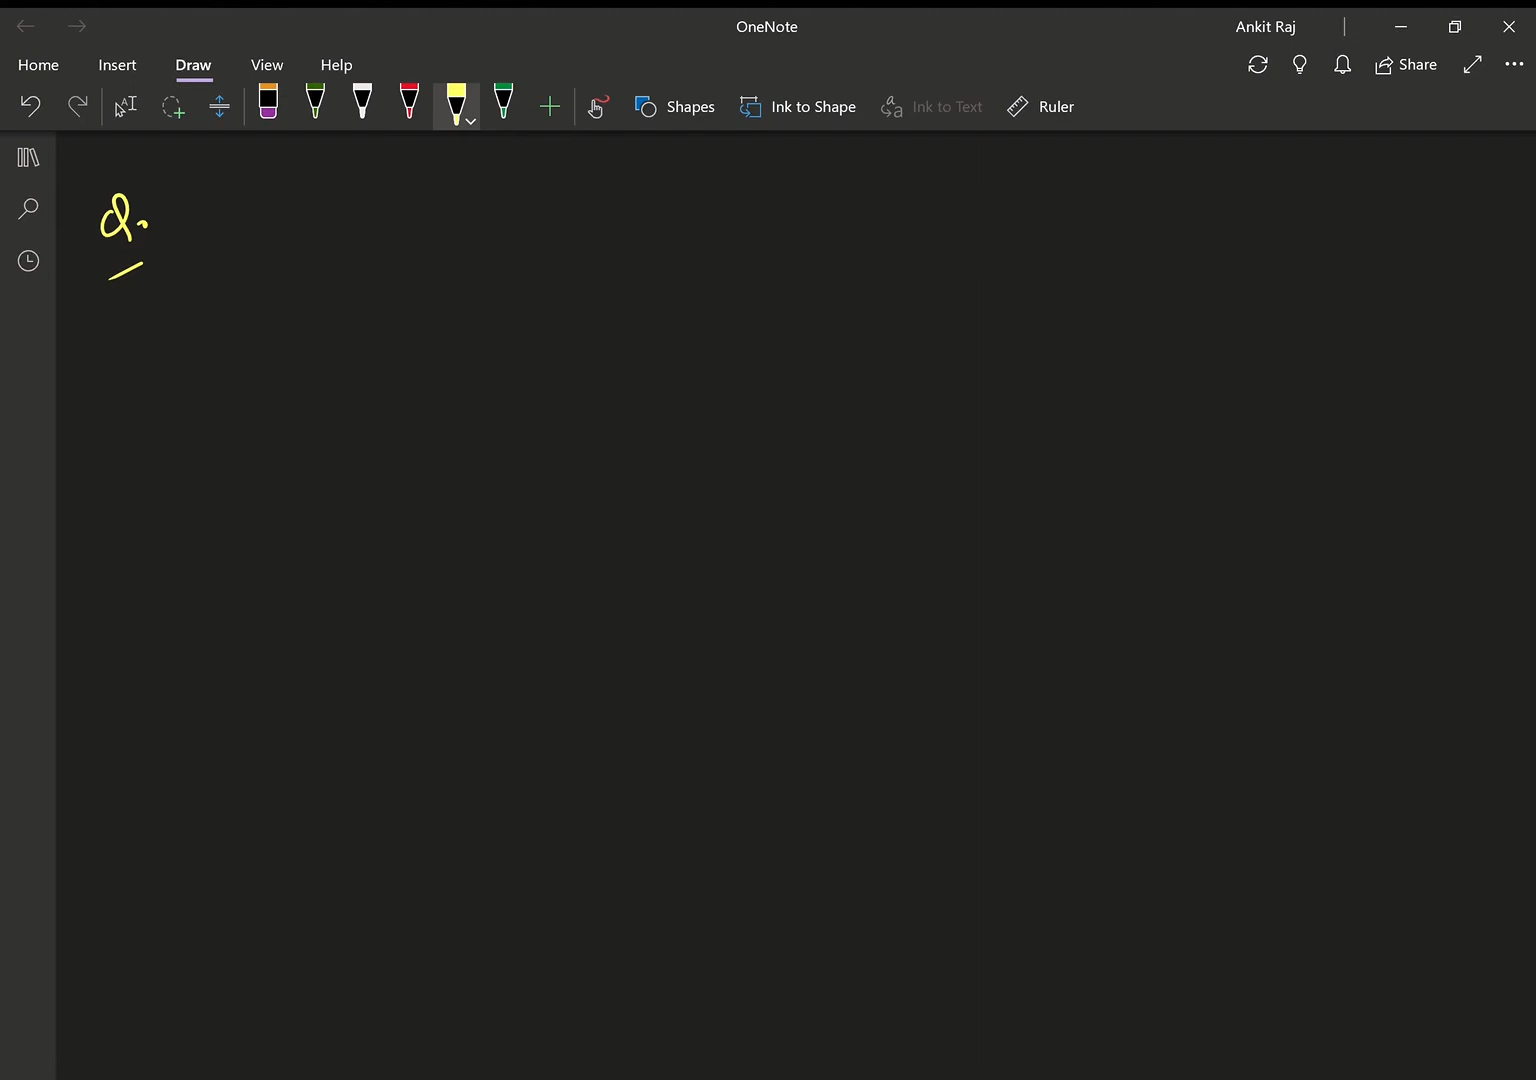 OneNote
Ankit Raj
Home Insert Draw View Help
Share
Shapes Ink to Shape Ink to Text Ruler
Q.